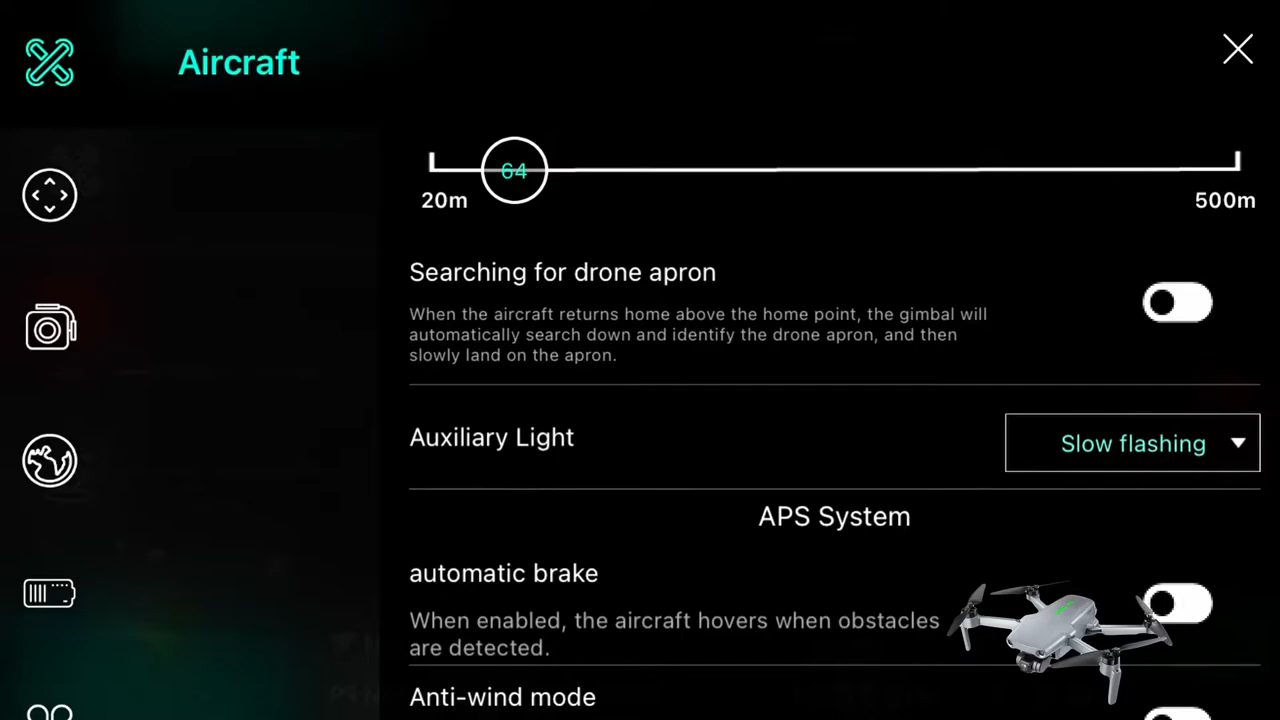 Aircraft
64
20m
500m
Searching for drone apron
When the aircraft returns home above the home point, the gimbal will
automatically search down and identify the drone apron, and then
slowly land on the apron.
Auxiliary Light
Slow flashing
APS System
automatic brake
When enabled, the aircraft hovers when obstacles
are detected.
Anti-wind mode